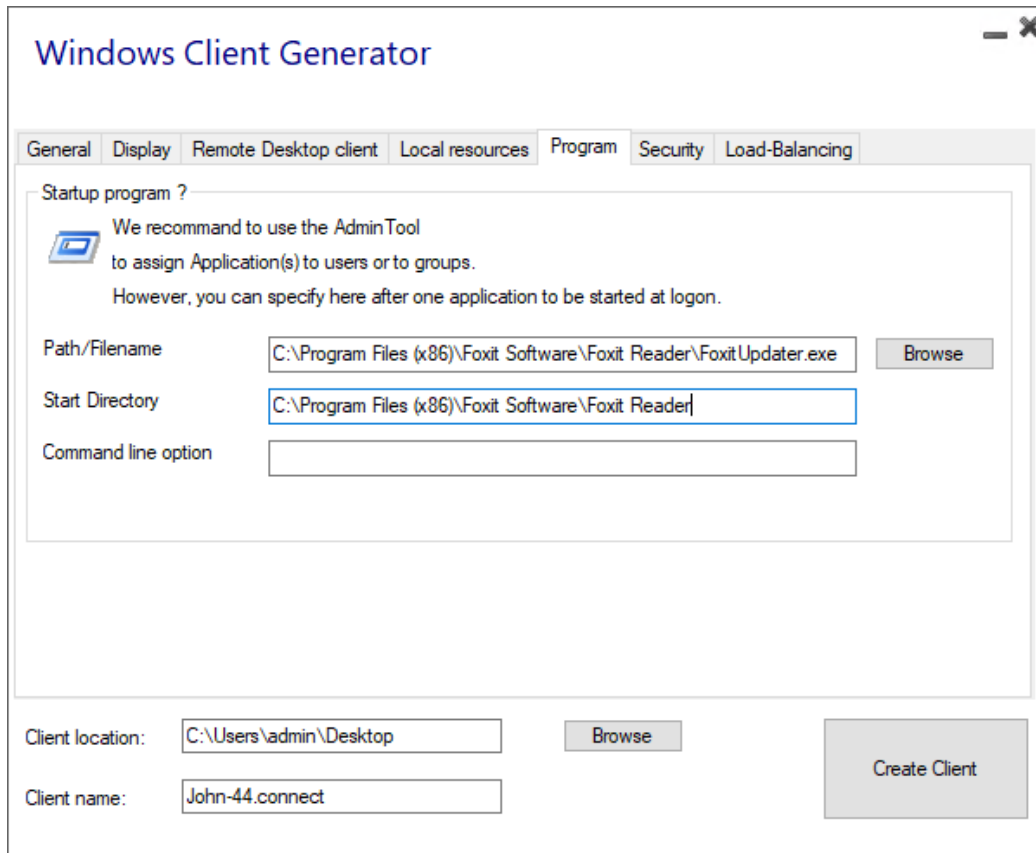 Windows Client Generator
General Display Remote Desktop client Local resources Program Security Load-Balancing
Startup program ?
We recommand to use the AdminTool
to assign Application(s) to users or to groups.
However, you can specify here after one application to be started at logon.
Path/Filename C:\Program Files (x86)\Foxit Software\Foxit Reader\FoxitUpdater.exe Browse
Start Directory C:\Program Files (x86)\Foxit Software\Foxit Reader
Command line option
Client location: C:\Users\admin\Desktop Browse
Create Client
Client name: John-44.connect